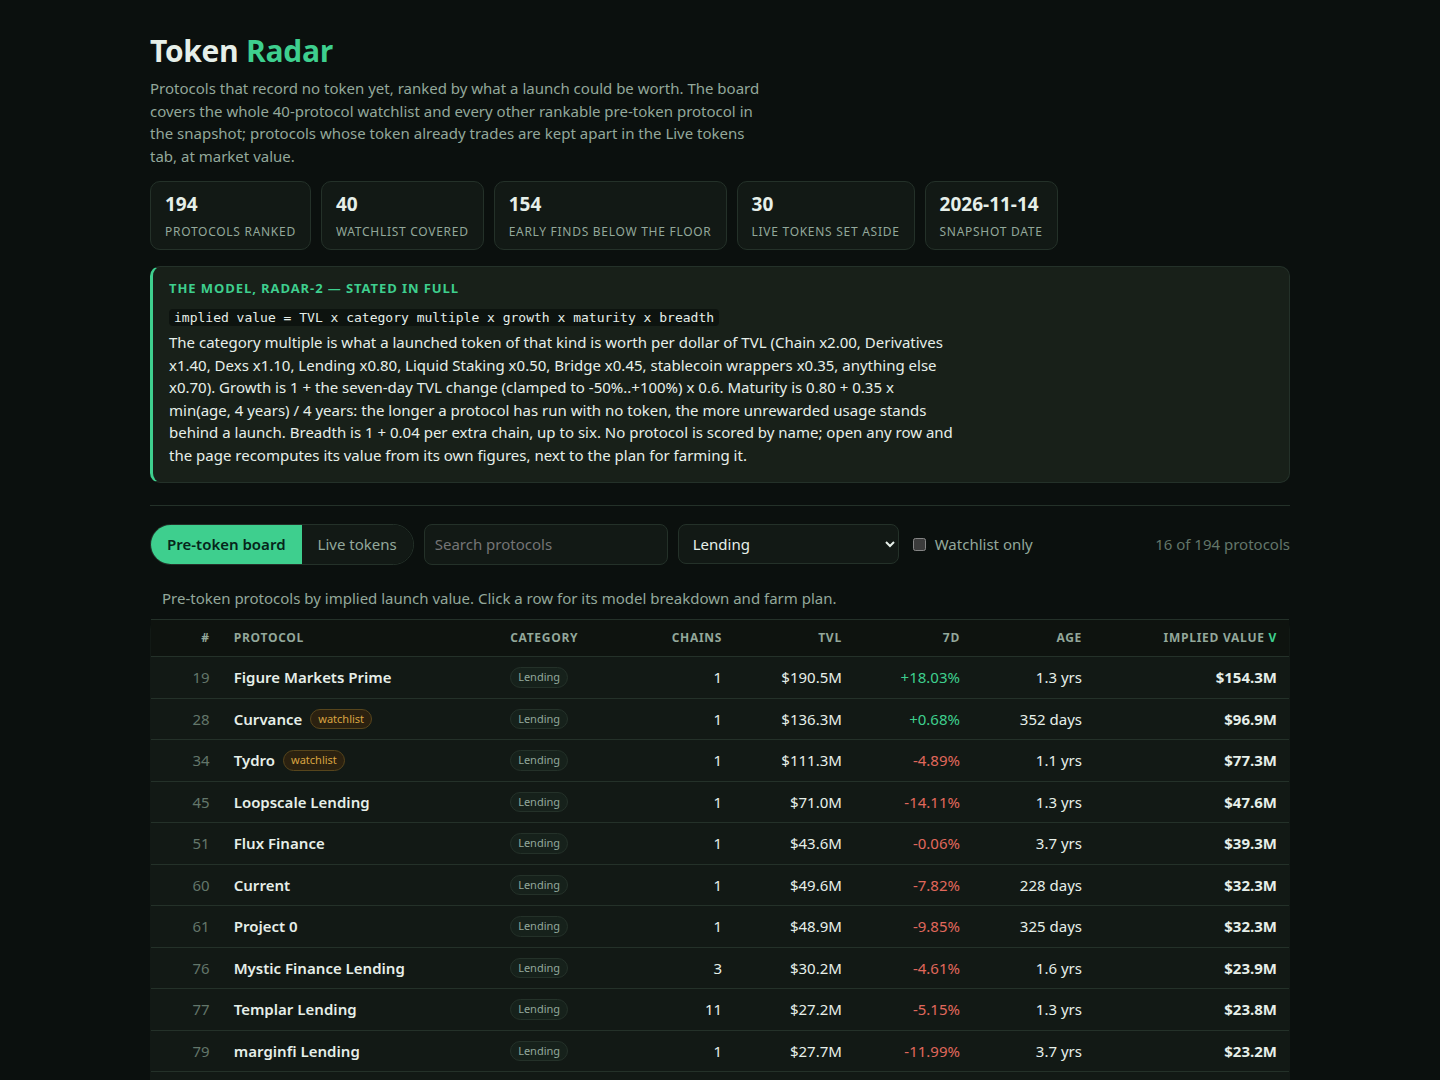 Token Radar
Protocols that record no token yet, ranked by what a launch could be worth. The board
covers the whole 40-protocol watchlist and every other rankable pre-token protocol in
the snapshot; protocols whose token already trades are kept apart in the Live tokens
tab, at market value.
194
PROTOCOLS RANKED
40
WATCHLIST COVERED
154
EARLY FINDS BELOW THE FLOOR
30
LIVE TOKENS SET ASIDE
2026-11-14
SNAPSHOT DATE
THE MODEL, RADAR-2 — STATED IN FULL
implied value = TVL x category multiple x growth x maturity x breadth
The category multiple is what a launched token of that kind is worth per dollar of TVL (Chain x2.00, Derivatives
x1.40, Dexs x1.10, Lending x0.80, Liquid Staking x0.50, Bridge x0.45, stablecoin wrappers x0.35, anything else
x0.70). Growth is 1 + the seven-day TVL change (clamped to -50%..+100%) x 0.6. Maturity is 0.80 + 0.35 x
min(age, 4 years) / 4 years: the longer a protocol has run with no token, the more unrewarded usage stands
behind a launch. Breadth is 1 + 0.04 per extra chain, up to six. No protocol is scored by name; open any row and
the page recomputes its value from its own figures, next to the plan for farming it.
Pre-token board Live tokens Search protocols Lending Watchlist only 16 of 194 protocols
Pre-token protocols by implied launch value. Click a row for its model breakdown and farm plan.
# PROTOCOL CATEGORY CHAINS TVL 7D AGE IMPLIED VALUE V
19 Figure Markets Prime Lending 1 $190.5M +18.03% 1.3 yrs $154.3M
28 Curvance watchlist Lending 1 $136.3M +0.68% 352 days $96.9M
34 Tydro watchlist Lending 1 $111.3M -4.89% 1.1 yrs $77.3M
45 Loopscale Lending Lending 1 $71.0M -14.11% 1.3 yrs $47.6M
51 Flux Finance Lending 1 $43.6M -0.06% 3.7 yrs $39.3M
60 Current Lending 1 $49.6M -7.82% 228 days $32.3M
61 Project 0 Lending 1 $48.9M -9.85% 325 days $32.3M
76 Mystic Finance Lending Lending 3 $30.2M -4.61% 1.6 yrs $23.9M
77 Templar Lending Lending 11 $27.2M -5.15% 1.3 yrs $23.8M
79 marginfi Lending Lending 1 $27.7M -11.99% 3.7 yrs $23.2M